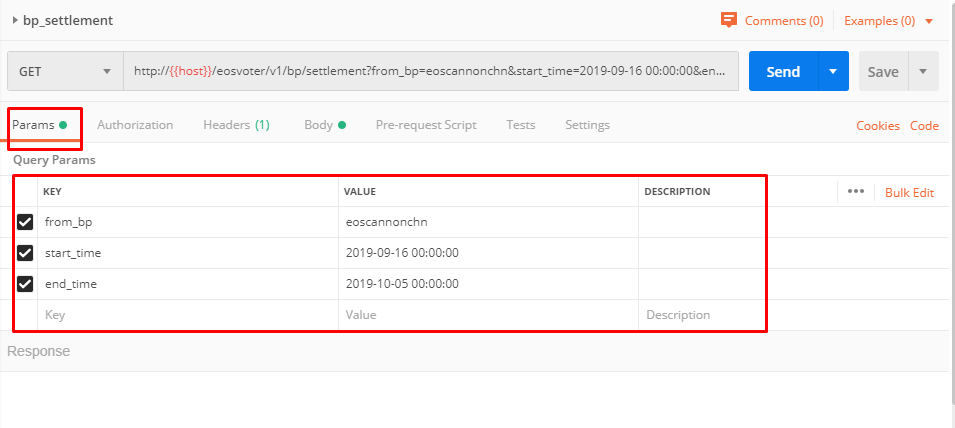 bp_settlement Comments (0) Examples (0)
GET http://{{host}}/eosvoter/v1/bp/settlement?from_bp=eoscannonchn&start_time=2019-09-16 00:00:00&en... Send Save
Params Authorization Headers (1) Body Pre-request Script Tests Settings Cookies Code
Query Params
KEY VALUE DESCRIPTION ••• Bulk Edit
from_bp eoscannonchn
start_time 2019-09-16 00:00:00
end_time 2019-10-05 00:00:00
Key Value Description
Response